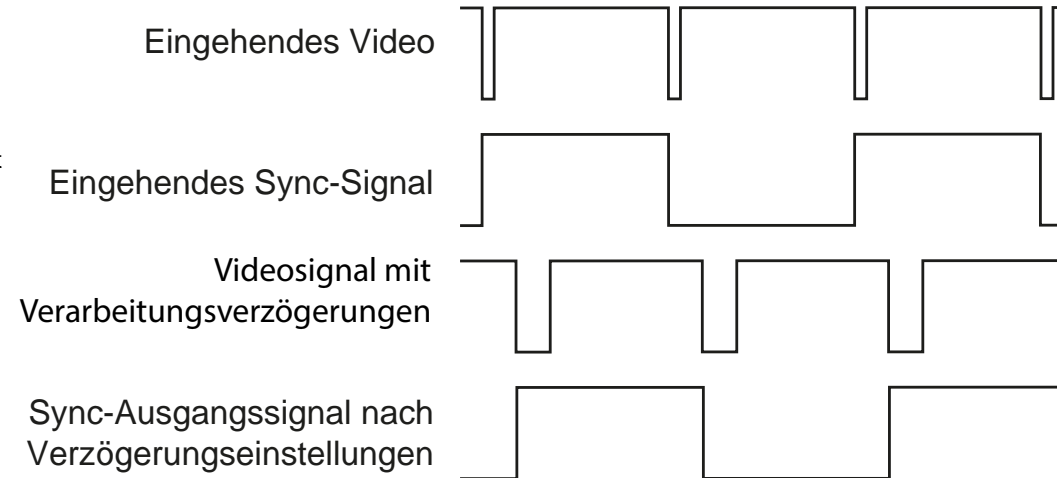 Eingehendes Video
Eingehendes Sync-Signal
Videosignal mit
Verarbeitungsverzögerungen
Sync-Ausgangssignal nach
Verzögerungseinstellungen